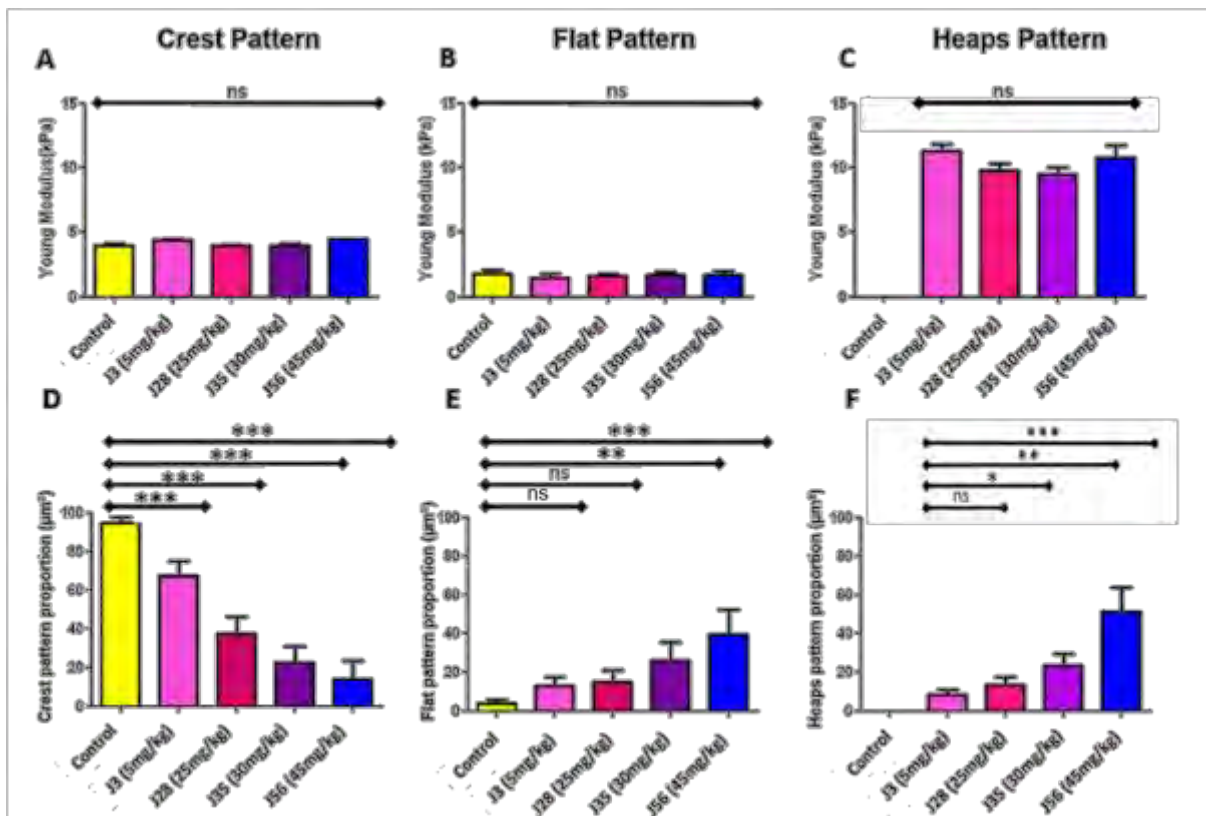 Crest Pattern
Flat Pattern
Heaps Pattern
A
ns
15
10
5
0
Young Modulus(kPa)
Control
J3 (5mg/kg)
J28 (25mg/kg)
J35 (30mg/kg)
J56 (45mg/kg)
B
ns
15
10
5
0
Young Modulus (kPa)
Control
J3 (5mg/kg)
J28 (25mg/kg)
J35 (30mg/kg)
J56 (45mg/kg)
C
ns
15
10
5
0
Young Modulus (kPa)
Control
J3 (5mg/kg)
J28 (25mg/kg)
J35 (30mg/kg)
J56 (45mg/kg)
D
***
***
***
***
100
80
60
40
20
0
Crest pattern proportion (µm²)
Control
J3 (5mg/kg)
J28 (25mg/kg)
J35 (30mg/kg)
J56 (45mg/kg)
E
***
**
ns
ns
100
80
60
40
20
0
Flat pattern proportion (µm²)
Control
J3 (5mg/kg)
J28 (25mg/kg)
J35 (30mg/kg)
J56 (45mg/kg)
F
***
**
*
ns
100
80
60
40
20
0
Heaps pattern proportion (µm²)
Control
J3 (5mg/kg)
J28 (25mg/kg)
J35 (30mg/kg)
J56 (45mg/kg)